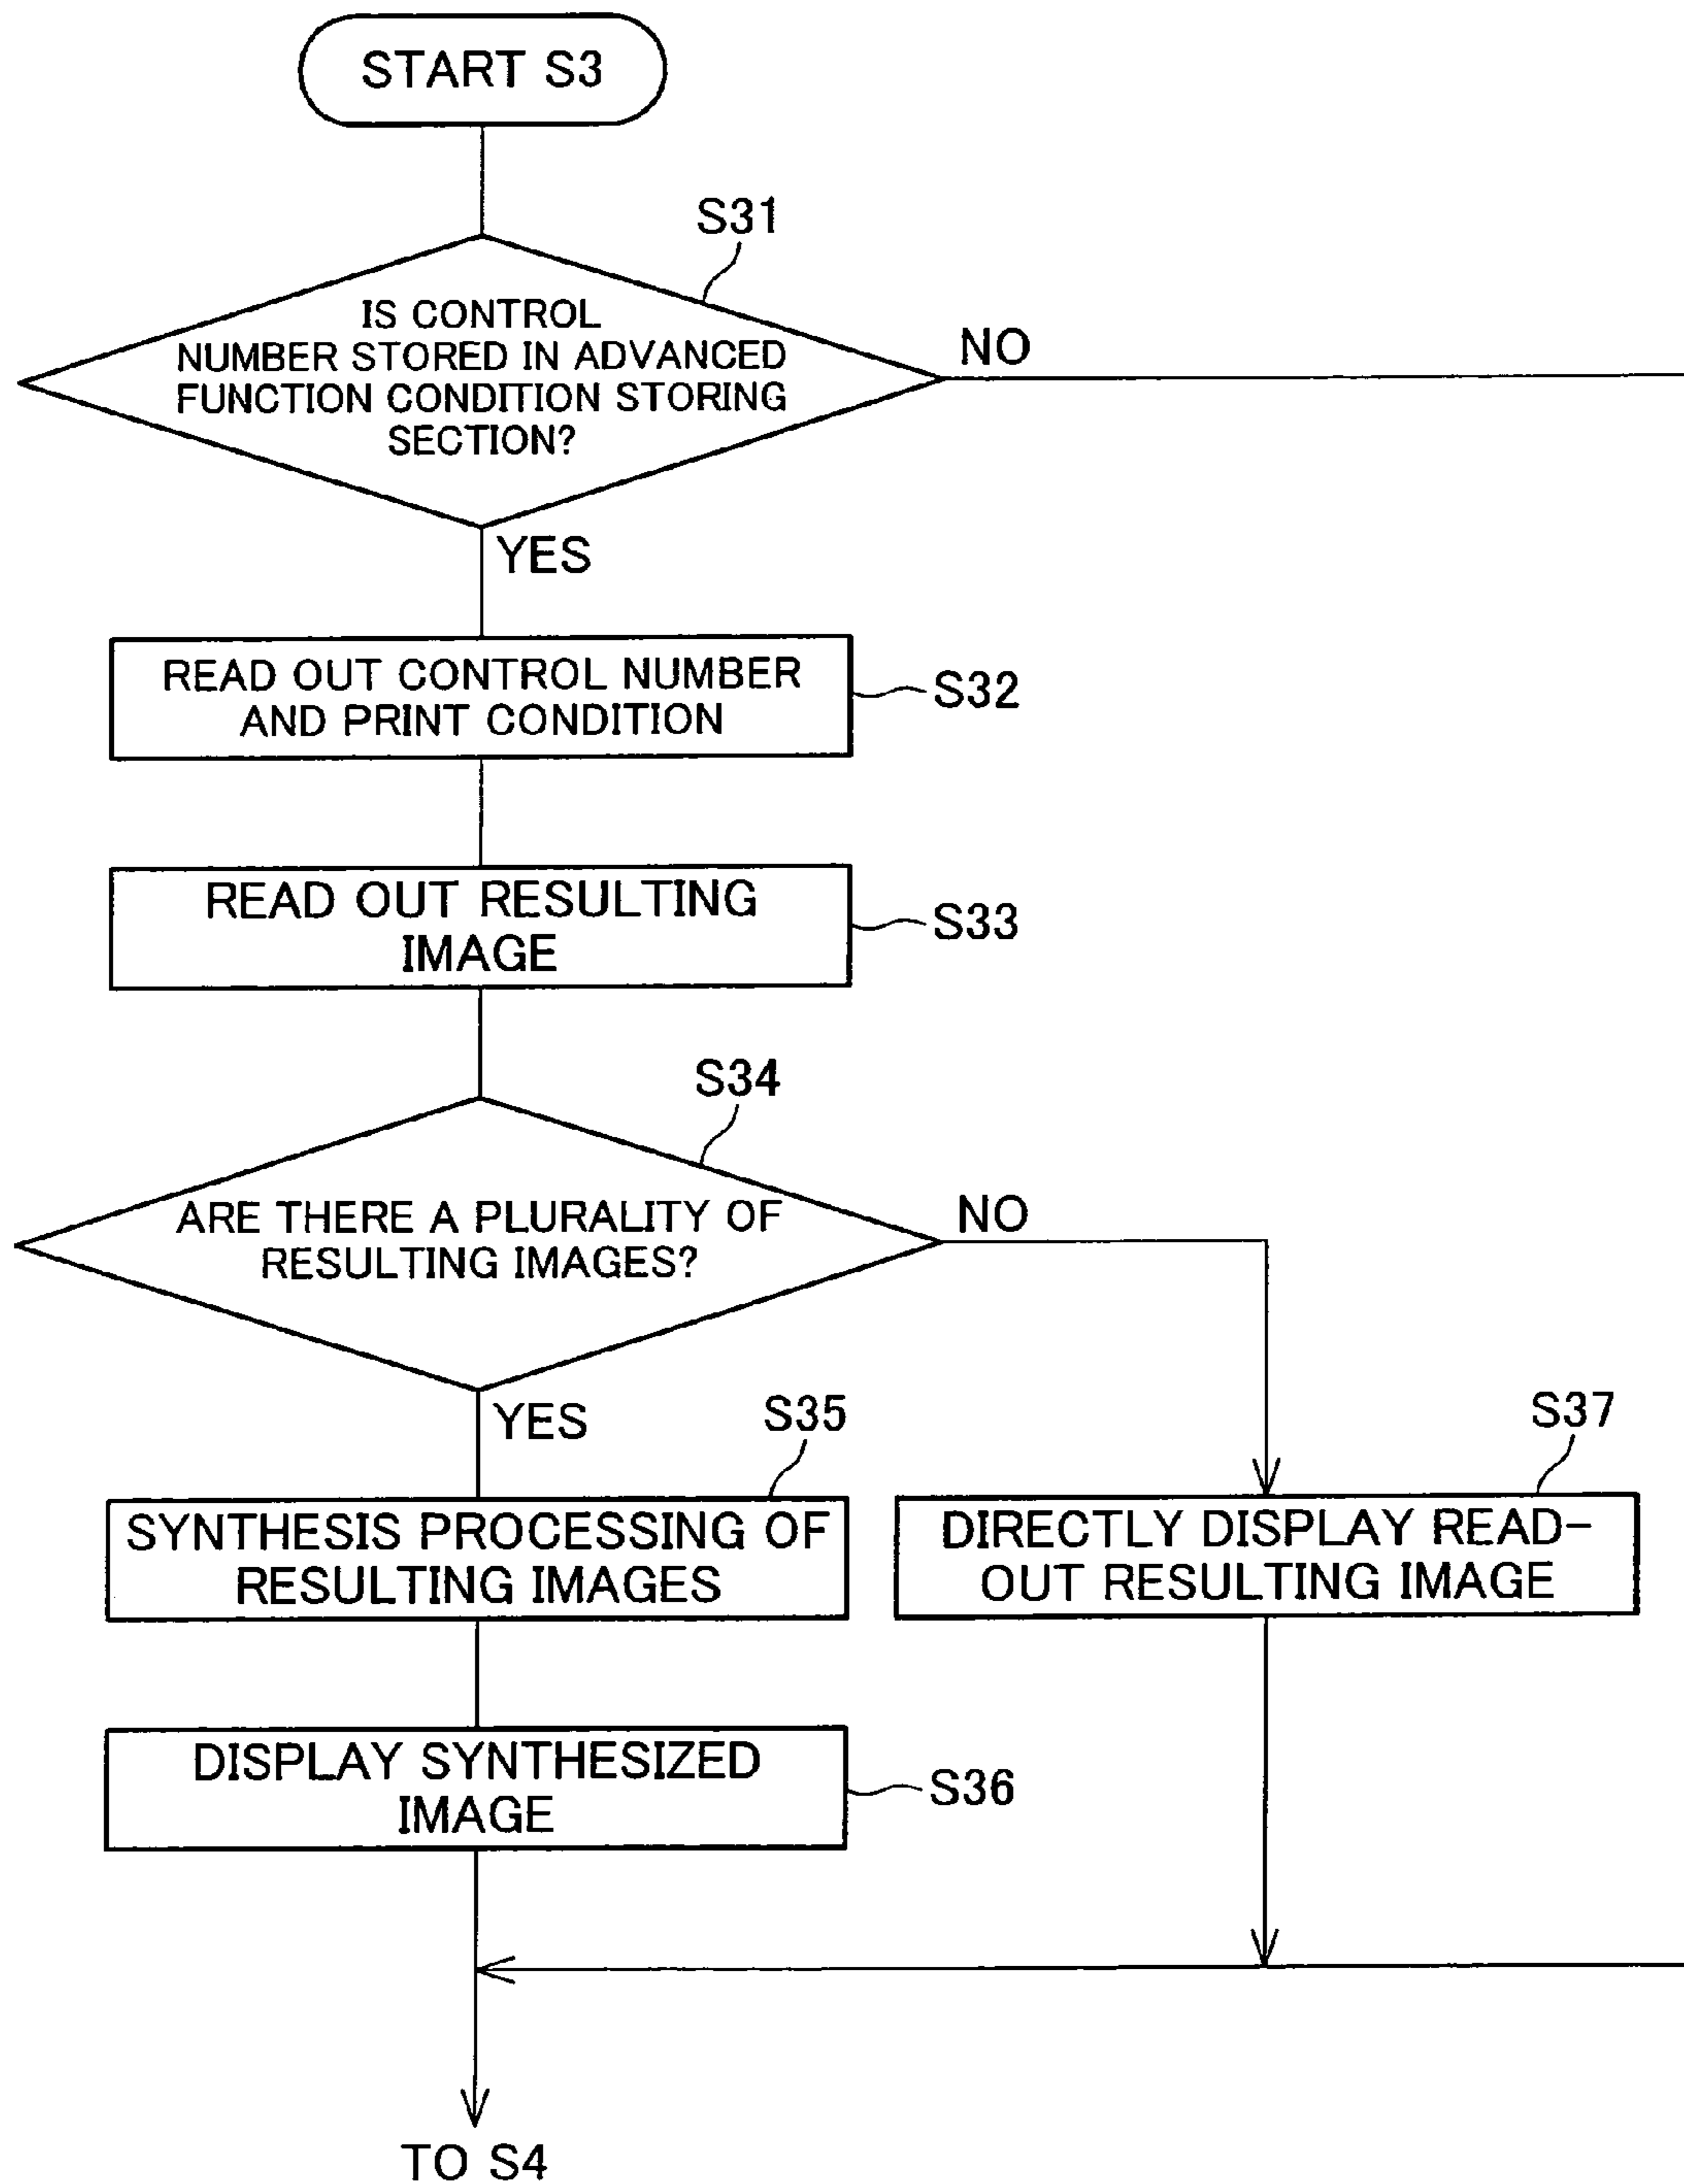 START S3
S31
IS CONTROL
NUMBER STORED IN ADVANCED
FUNCTION CONDITION STORING
SECTION?
NO
YES
READ OUT CONTROL NUMBER
AND PRINT CONDITION
S32
READ OUT RESULTING
IMAGE
S33
S34
ARE THERE A PLURALITY OF
RESULTING IMAGES?
NO
YES
S35
SYNTHESIS PROCESSING OF
RESULTING IMAGES
S37
DIRECTLY DISPLAY READ-
OUT RESULTING IMAGE
DISPLAY SYNTHESIZED
IMAGE
S36
TO S4